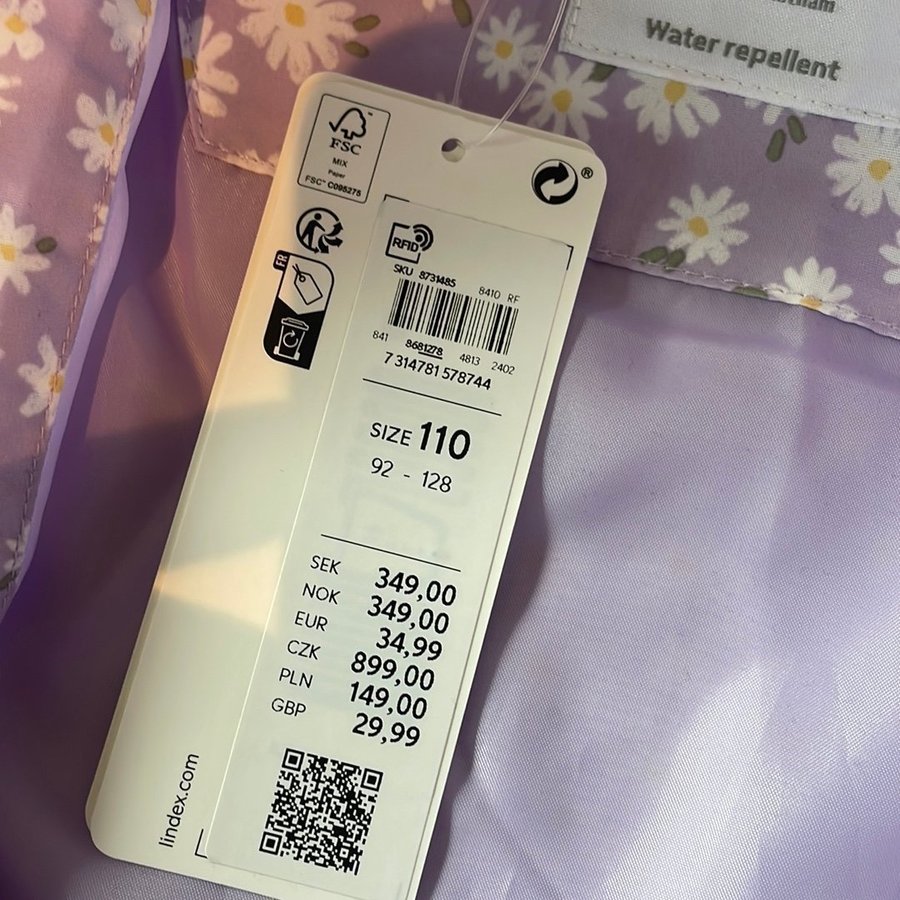 Water repellent
FSC
MIX
Paper
FSC™ C095275
®
FR
RFID
SKU 8731485 8410 RF
841 8681278 4813 2402
7 314781 578744
SIZE 110
92 - 128
SEK 349,00
NOK 349,00
EUR 34,99
CZK 899,00
PLN 149,00
GBP 29,99
lindex.com